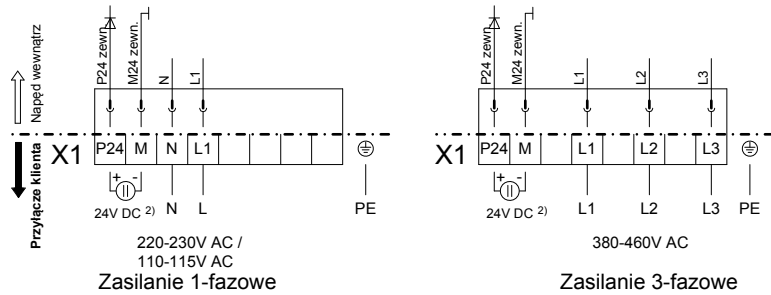 Napęd wewnątrz
Przyłącze klienta
P24 zewn.
M24 zewn.
N
L1
X1
P24
M
N
L1
+ -
24V DC 2)
N
L
PE
220-230V AC /
110-115V AC
Zasilanie 1-fazowe
P24 zewn.
M24 zewn.
L1
L2
L3
X1
P24
M
L1
L2
L3
+ -
24V DC 2)
L1
L2
L3
PE
380-460V AC
Zasilanie 3-fazowe